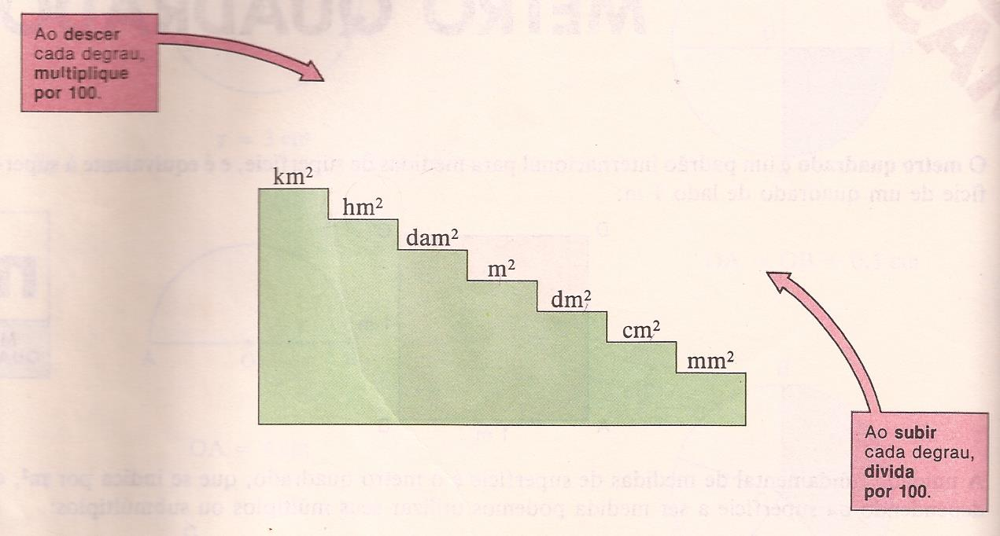 Ao descer
cada degrau,
multiplique
por 100.
km²
hm²
dam²
m²
dm²
cm²
mm²
Ao subir
cada degrau,
divida
por 100.